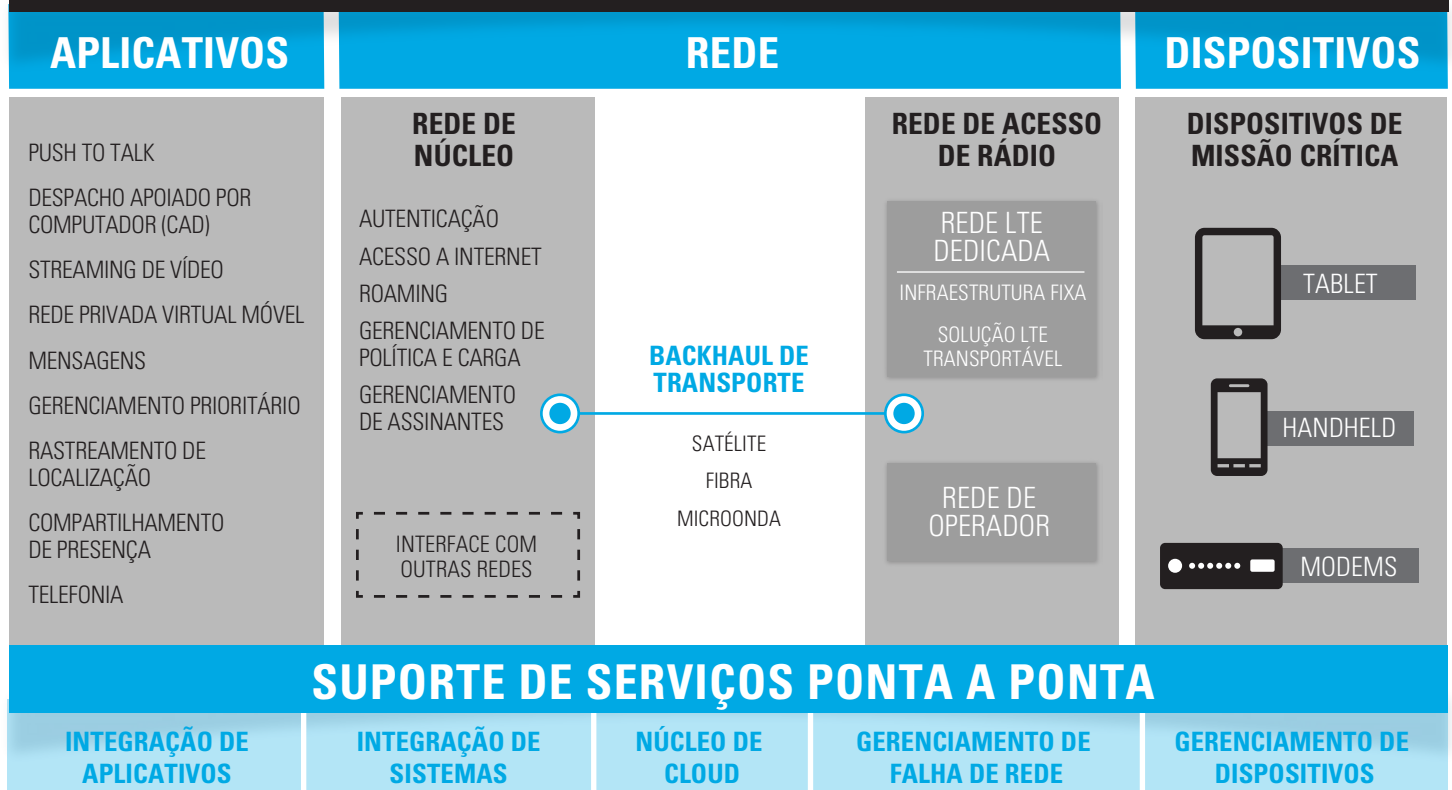 APLICATIVOS
REDE
DISPOSITIVOS
PUSH TO TALK
DESPACHO APOIADO POR
COMPUTADOR (CAD)
STREAMING DE VÍDEO
REDE PRIVADA VIRTUAL MÓVEL
MENSAGENS
GERENCIAMENTO PRIORITÁRIO
RASTREAMENTO DE
LOCALIZAÇÃO
COMPARTILHAMENTO
DE PRESENÇA
TELEFONIA
REDE DE
NÚCLEO
AUTENTICAÇÃO
ACESSO A INTERNET
ROAMING
GERENCIAMENTO DE
POLÍTICA E CARGA
GERENCIAMENTO
DE ASSINANTES
INTERFACE COM
OUTRAS REDES
BACKHAUL DE
TRANSPORTE
SATÉLITE
FIBRA
MICROONDA
REDE DE ACESSO
DE RÁDIO
REDE LTE
DEDICADA
INFRAESTRUTURA FIXA
SOLUÇÃO LTE
TRANSPORTÁVEL
REDE DE
OPERADOR
DISPOSITIVOS DE
MISSÃO CRÍTICA
TABLET
HANDHELD
MODEMS
SUPORTE DE SERVIÇOS PONTA A PONTA
INTEGRAÇÃO DE
APLICATIVOS
INTEGRAÇÃO DE
SISTEMAS
NÚCLEO DE
CLOUD
GERENCIAMENTO DE
FALHA DE REDE
GERENCIAMENTO DE
DISPOSITIVOS